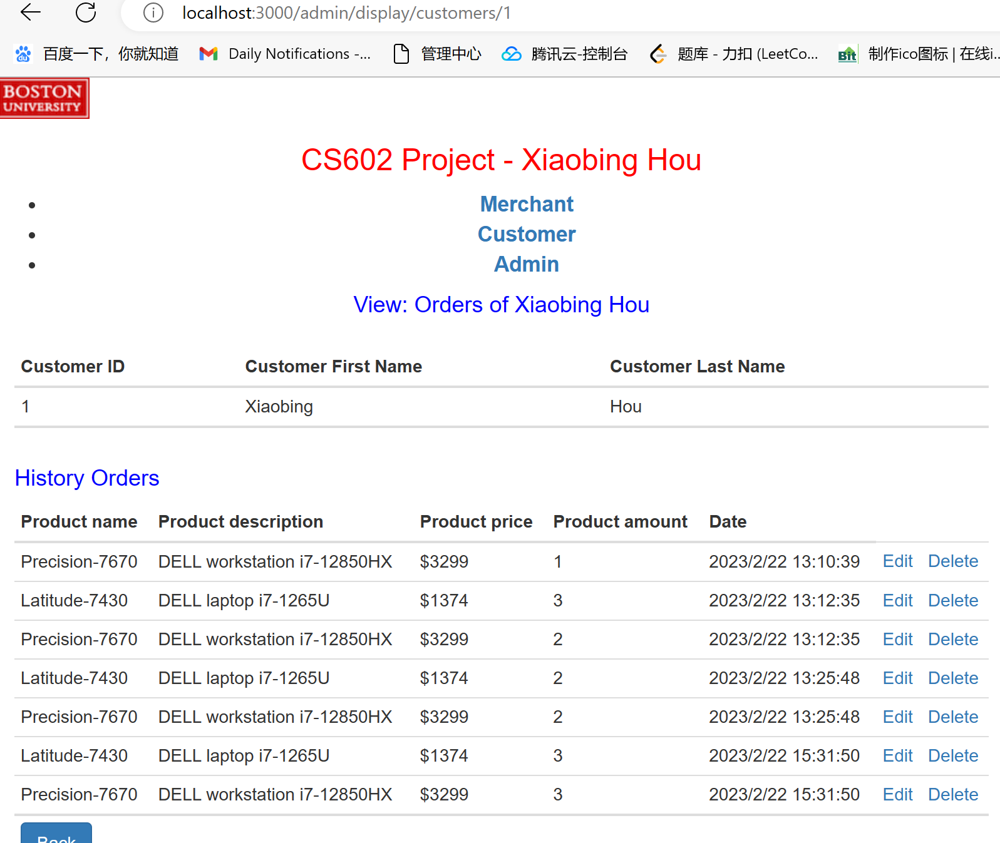 localhost:3000/admin/display/customers/1
百度一下，你就知道 Daily Notifications -... 管理中心 腾讯云-控制台 题库 - 力扣 (LeetCo... 制作ico图标 | 在线i...
BOSTON
UNIVERSITY
CS602 Project - Xiaobing Hou
Merchant
Customer
Admin
View: Orders of Xiaobing Hou
Customer ID Customer First Name Customer Last Name
1 Xiaobing Hou
History Orders
Product name Product description Product price Product amount Date
Precision-7670 DELL workstation i7-12850HX $3299 1 2023/2/22 13:10:39 Edit Delete
Latitude-7430 DELL laptop i7-1265U $1374 3 2023/2/22 13:12:35 Edit Delete
Precision-7670 DELL workstation i7-12850HX $3299 2 2023/2/22 13:12:35 Edit Delete
Latitude-7430 DELL laptop i7-1265U $1374 2 2023/2/22 13:25:48 Edit Delete
Precision-7670 DELL workstation i7-12850HX $3299 2 2023/2/22 13:25:48 Edit Delete
Latitude-7430 DELL laptop i7-1265U $1374 3 2023/2/22 15:31:50 Edit Delete
Precision-7670 DELL workstation i7-12850HX $3299 3 2023/2/22 15:31:50 Edit Delete
Back